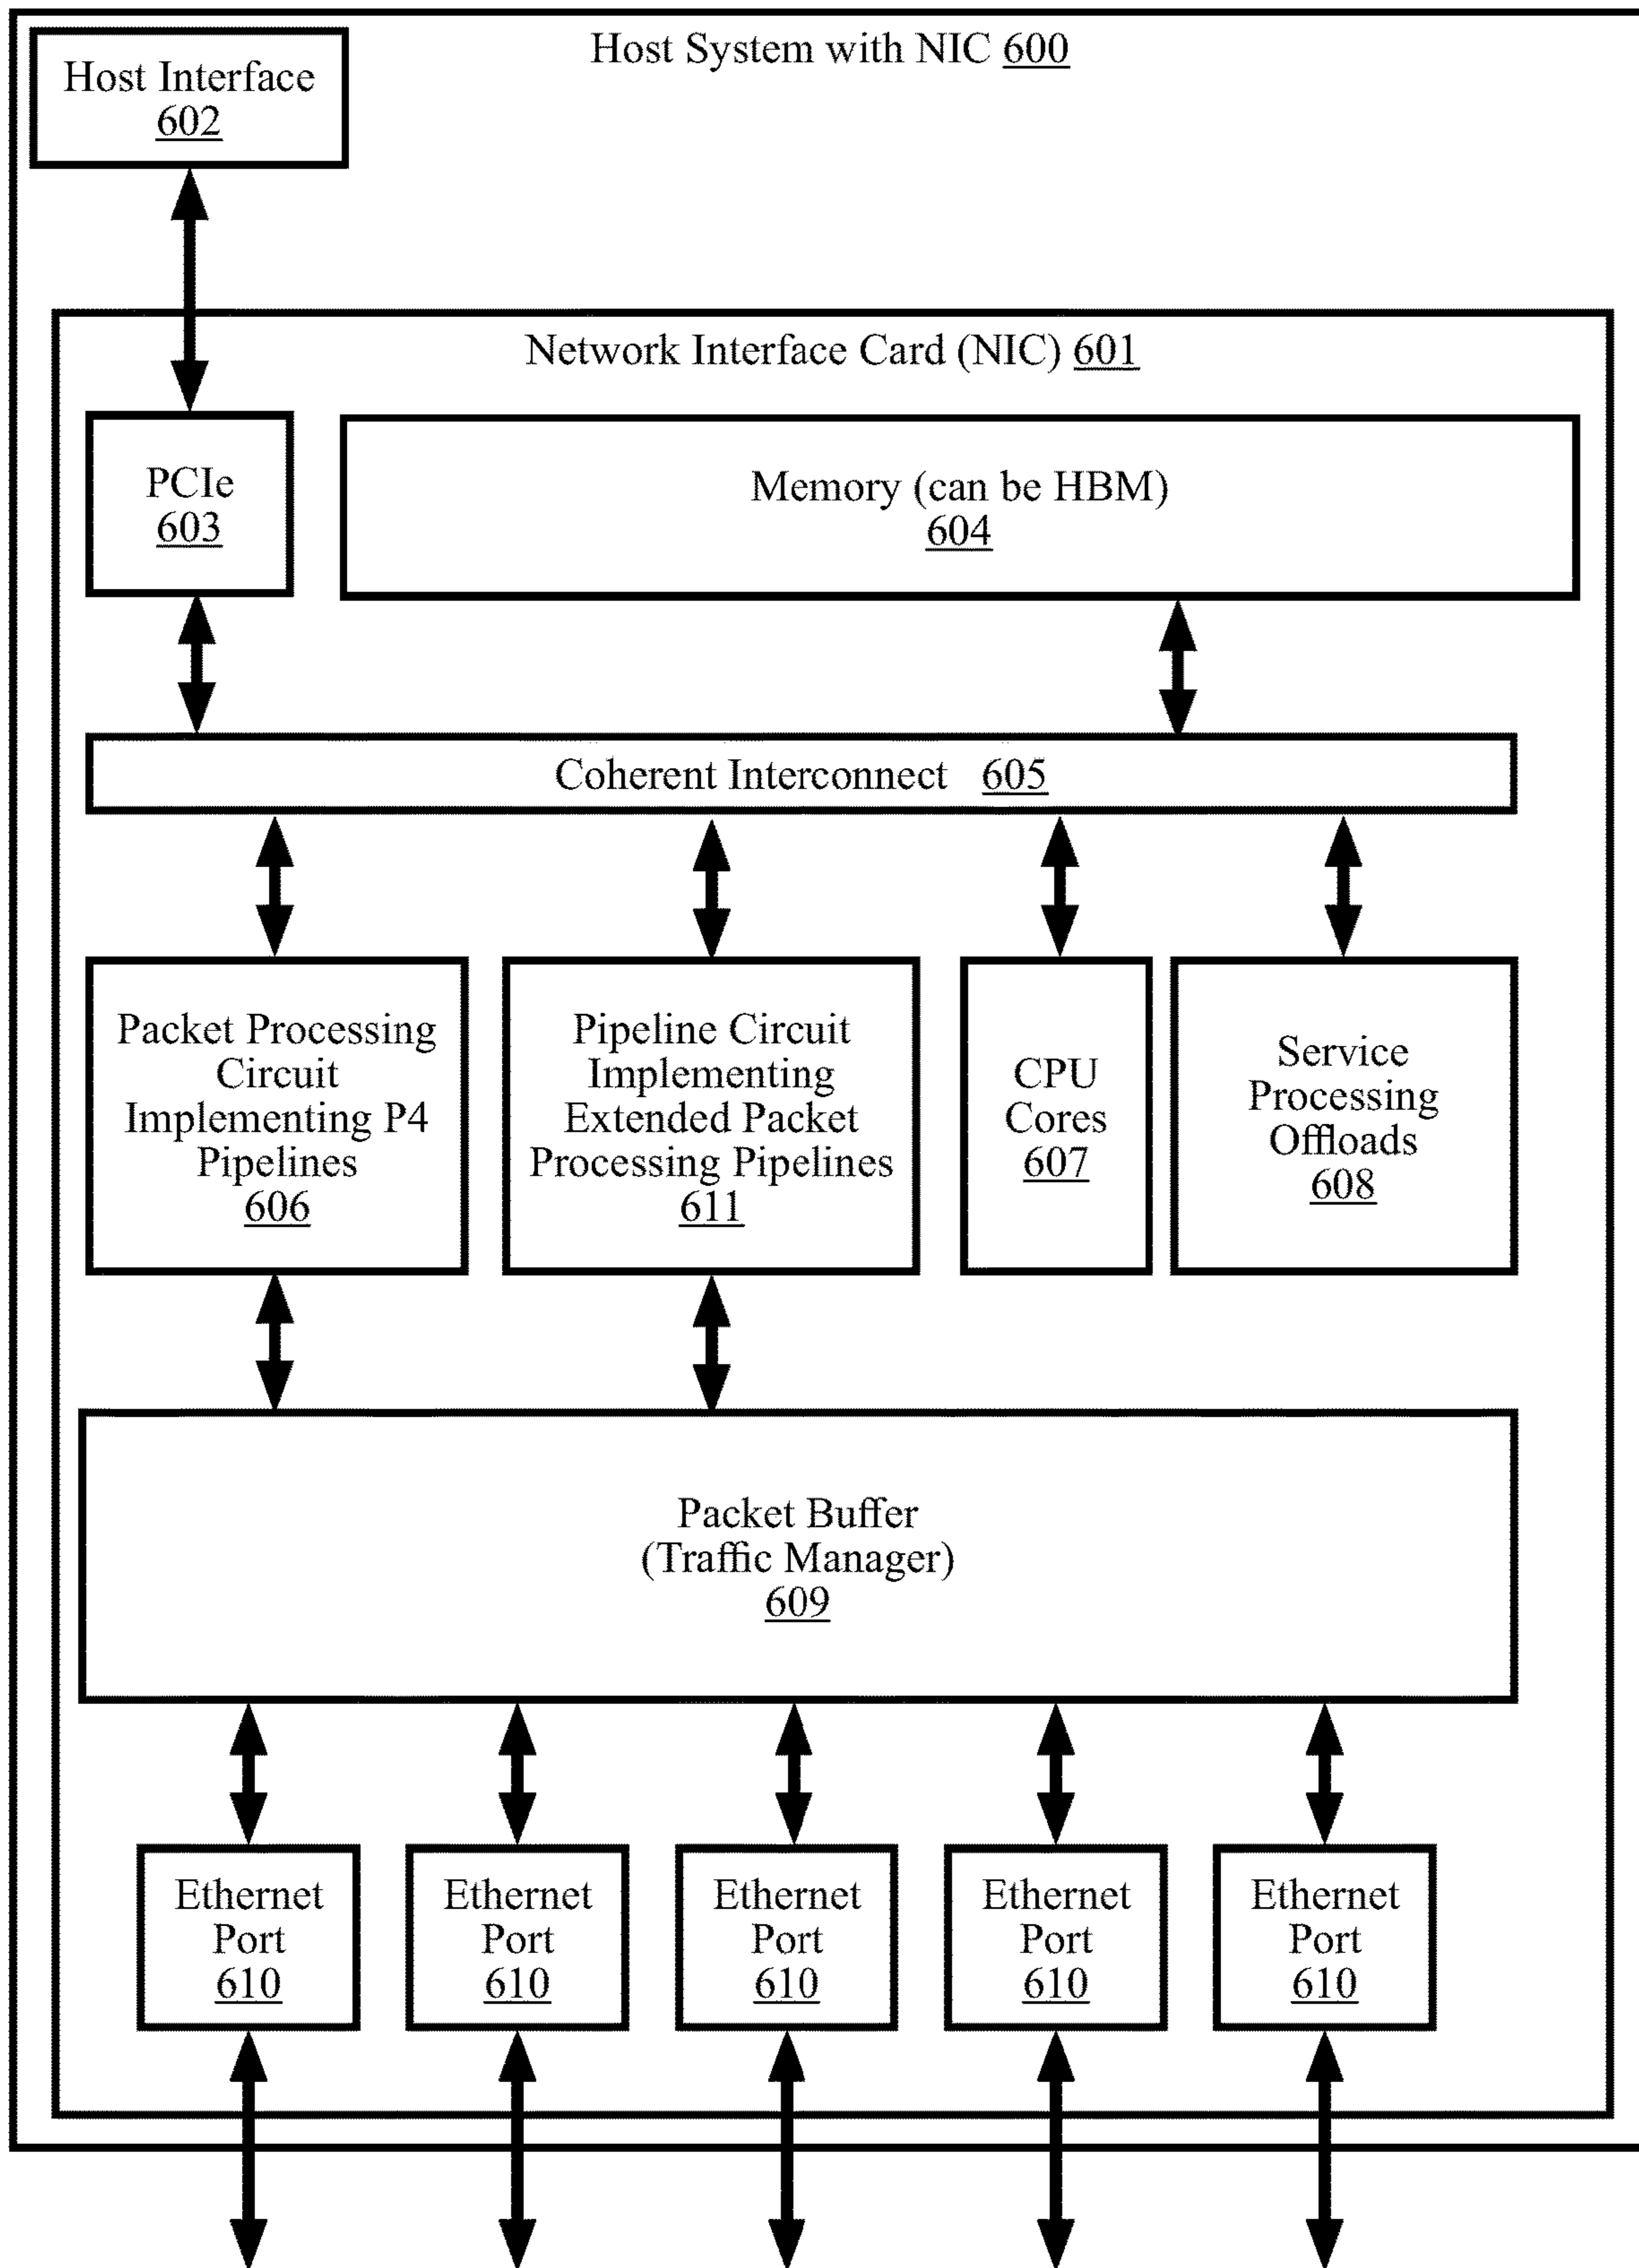 Host System with NIC 600
Host Interface
602
Network Interface Card (NIC) 601
PCIe
603
Memory (can be HBM)
604
Coherent Interconnect 605
Packet Processing
Circuit
Implementing P4
Pipelines
606
Pipeline Circuit
Implementing
Extended Packet
Processing Pipelines
611
CPU
Cores
607
Service
Processing
Offloads
608
Packet Buffer
(Traffic Manager)
609
Ethernet
Port
610
Ethernet
Port
610
Ethernet
Port
610
Ethernet
Port
610
Ethernet
Port
610